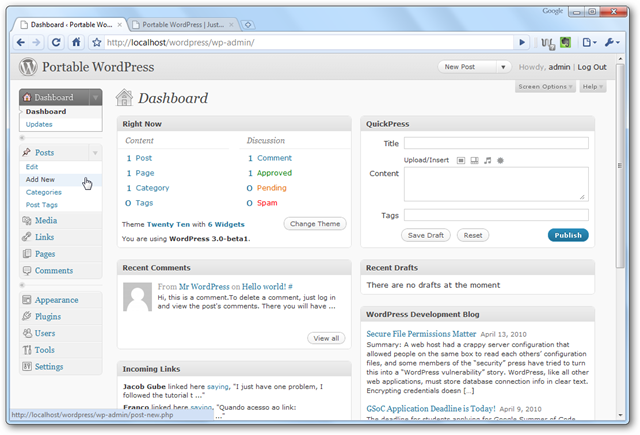 Google
Dashboard ‹ Portable Wo...
Portable WordPress | Just...
http://localhost/wordpress/wp-admin/
Portable WordPress
New Post
Howdy, admin | Log Out
Screen Options
Help
Dashboard
Dashboard
Updates
Posts
Edit
Add New
Categories
Post Tags
Media
Links
Pages
Comments
Appearance
Plugins
Users
Tools
Settings
Dashboard
Right Now
Content
Discussion
1 Post
1 Comment
1 Page
1 Approved
1 Category
0 Pending
0 Tags
0 Spam
Theme Twenty Ten with 6 Widgets
Change Theme
You are using WordPress 3.0-beta1.
Recent Comments
From Mr WordPress on Hello world! #
Hi, this is a comment.To delete a comment, just log in
and view the post's comments. There you will have ...
View all
Incoming Links
Jacob Gube linked here saying, "I just have one problem, I
followed the tutorial t ..."
Franco linked here saying, "Quando acesso ao link:
QuickPress
Title
Upload/Insert
Content
Tags
Save Draft
Reset
Publish
Recent Drafts
There are no drafts at the moment
WordPress Development Blog
Secure File Permissions Matter April 13, 2010
Summary: A web host had a crappy server configuration that
allowed people on the same box to read each others' configuration
files, and some members of the "security" press have tried to turn
this into a "WordPress vulnerability" story. WordPress, like all other
web applications, must store database connection info in clear text.
Encrypting credentials doesn [...]
GSoC Application Deadline is Today! April 9, 2010
The deadline for students applying for Google Summer of Code
http://localhost/wordpress/wp-admin/post-new.php